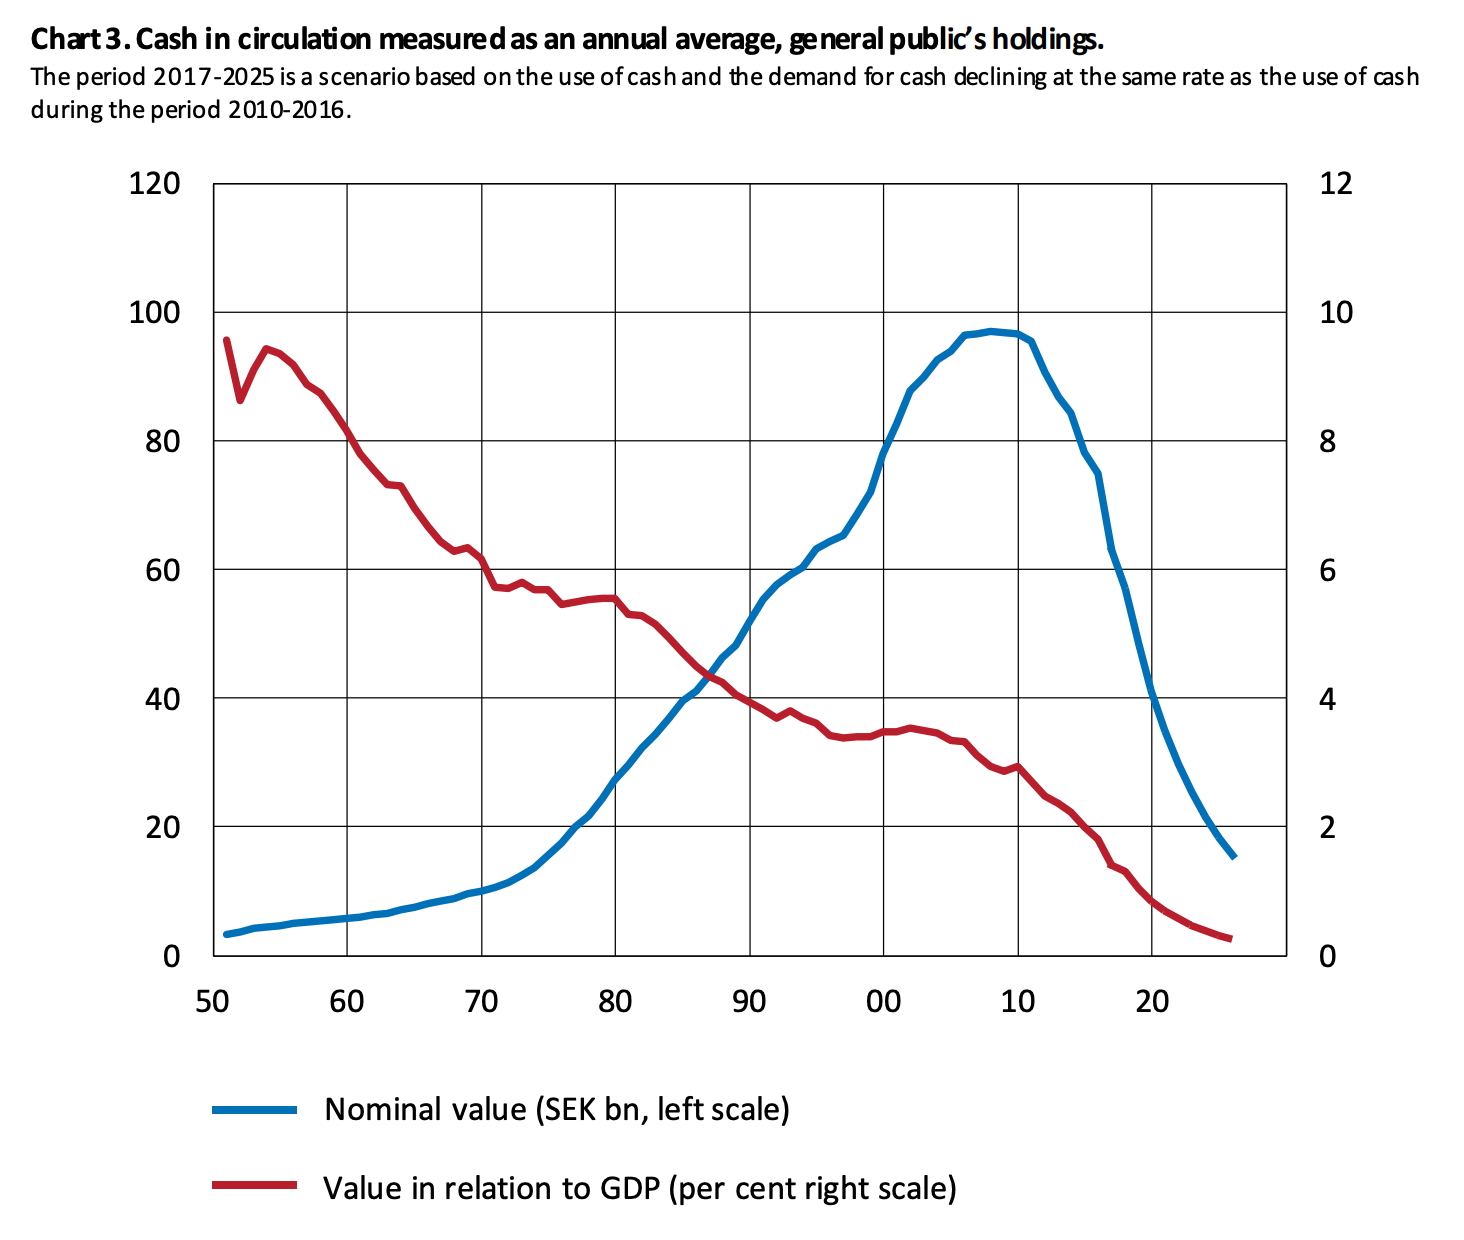 Chart 3. Cash in circulation measured as an annual average, general public's holdings.
The period 2017-2025 is a scenario based on the use of cash and the demand for cash declining at the same rate as the use of cash
during the period 2010-2016.
120 12
100 10
80 8
60 6
40 4
20 2
0 0
50 60 70 80 90 00 10 20
Nominal value (SEK bn, left scale)
Value in relation to GDP (per cent right scale)